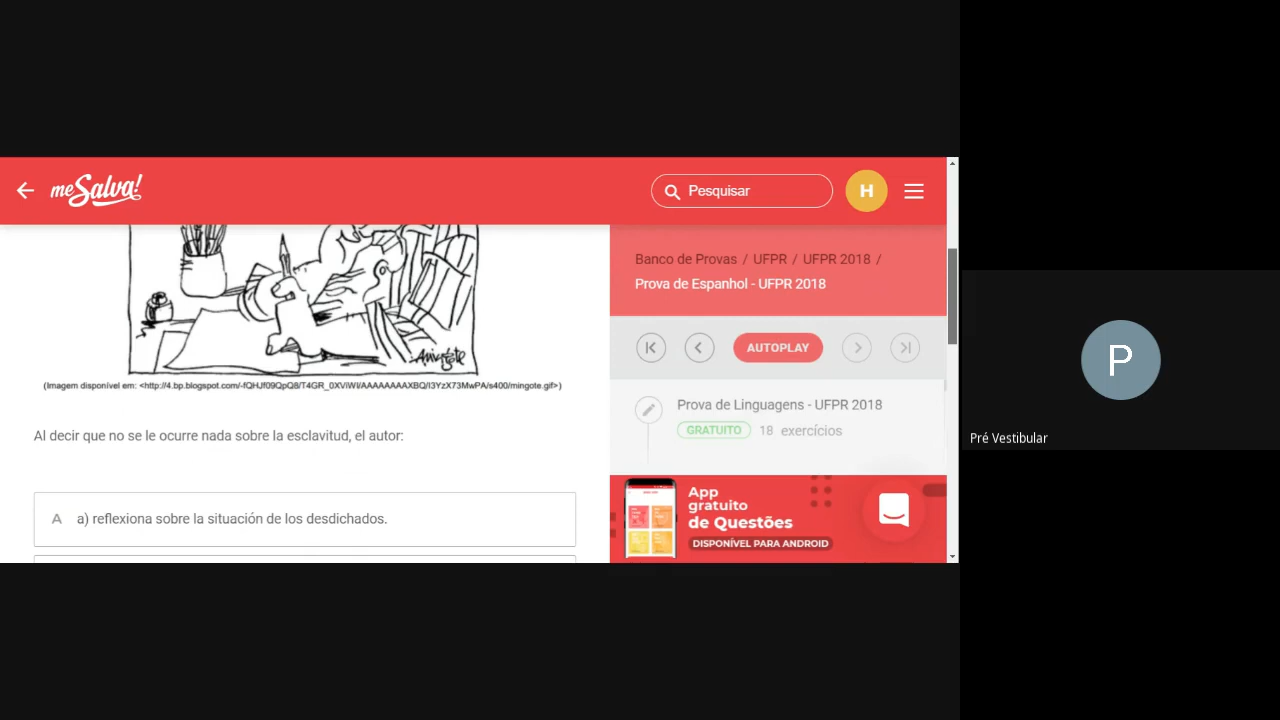 me Salva!
Pesquisar
H
Mingote
(Imagem disponível em: <http://4.bp.blogspot.com/-fQHJf09QpQ8/T4GR_0XViWI/AAAAAAAAXBQ/I3YzX73MwPA/s400/mingote.gif>)
Al decir que no se le ocurre nada sobre la esclavitud, el autor:
A a) reflexiona sobre la situación de los desdichados.
Banco de Provas / UFPR / UFPR 2018 /
Prova de Espanhol - UFPR 2018
AUTOPLAY
Prova de Linguagens - UFPR 2018
GRATUITO 18 exercícios
App
gratuito
de Questões
DISPONÍVEL PARA ANDROID
P
Pré Vestibular